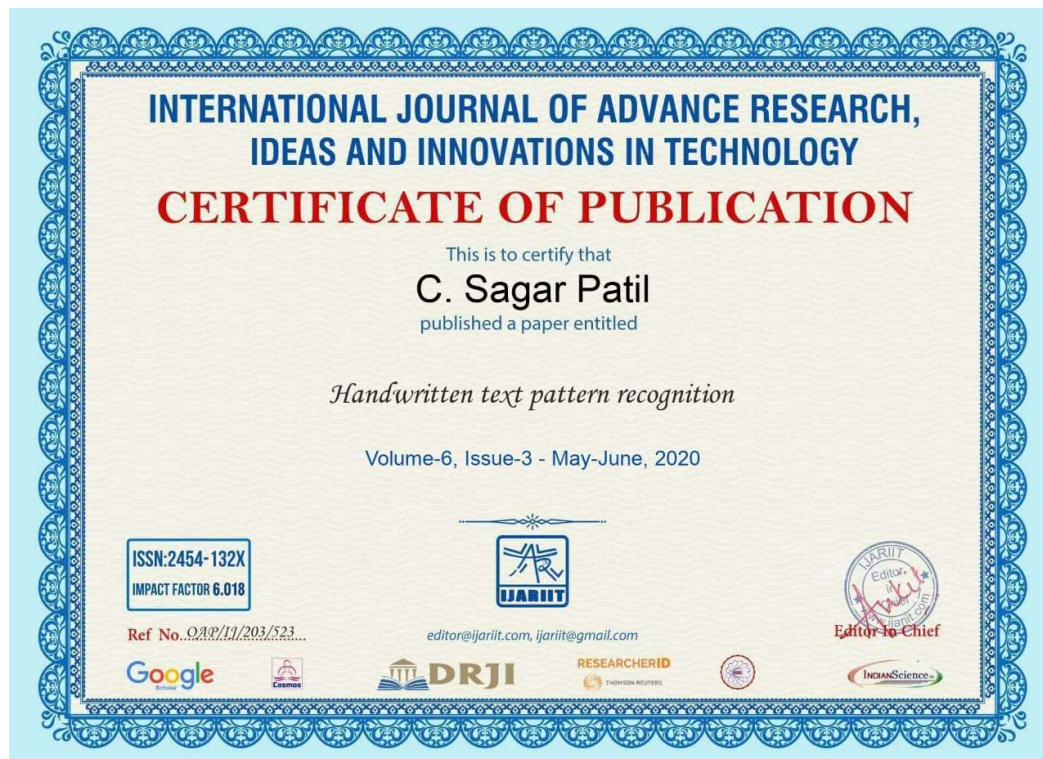 INTERNATIONAL JOURNAL OF ADVANCE RESEARCH,
IDEAS AND INNOVATIONS IN TECHNOLOGY
CERTIFICATE OF PUBLICATION
This is to certify that
C. Sagar Patil
published a paper entitled
Handwritten text pattern recognition
Volume-6, Issue-3 - May-June, 2020
ISSN:2454-132X
IMPACT FACTOR 6.018
IJARIIT
IJARIIT
Editor
in
Ref No. OAP/IJ/203/523
editor@ijariit.com, ijariit@gmail.com
Editor In Chief
Google
Scholar
Cosmos
DRJI
RESEARCHERID
THOMSON REUTERS
INDIANScience